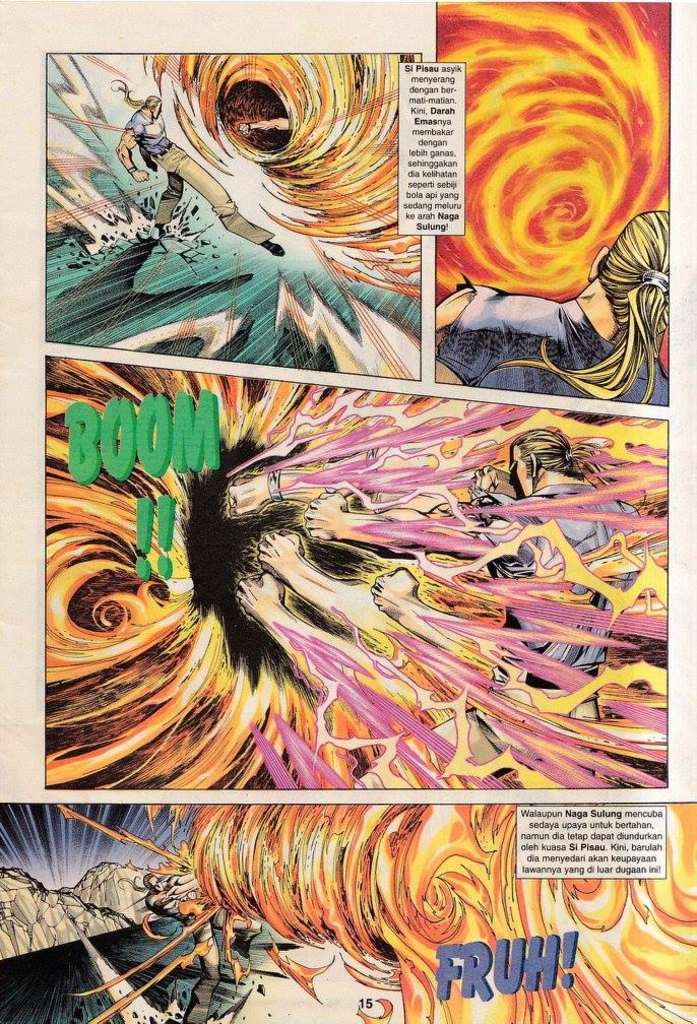 Si Pisau asyik
menyerang
dengan ber-
mati-matian.
Kini, Darah
Emasnya
membakar
dengan
lebih ganas,
sehinggakan
dia kelihatan
seperti sebiji
bola api yang
sedang meluru
ke arah Naga
Sulung!
BOOM
!!
Walaupun Naga Sulung mencuba
sedaya upaya untuk bertahan,
namun dia tetap dapat diundurkan
oleh kuasa Si Pisau. Kini, barulah
dia menyedari akan keupayaan
lawannya yang di luar dugaan ini!
FRUH!
15